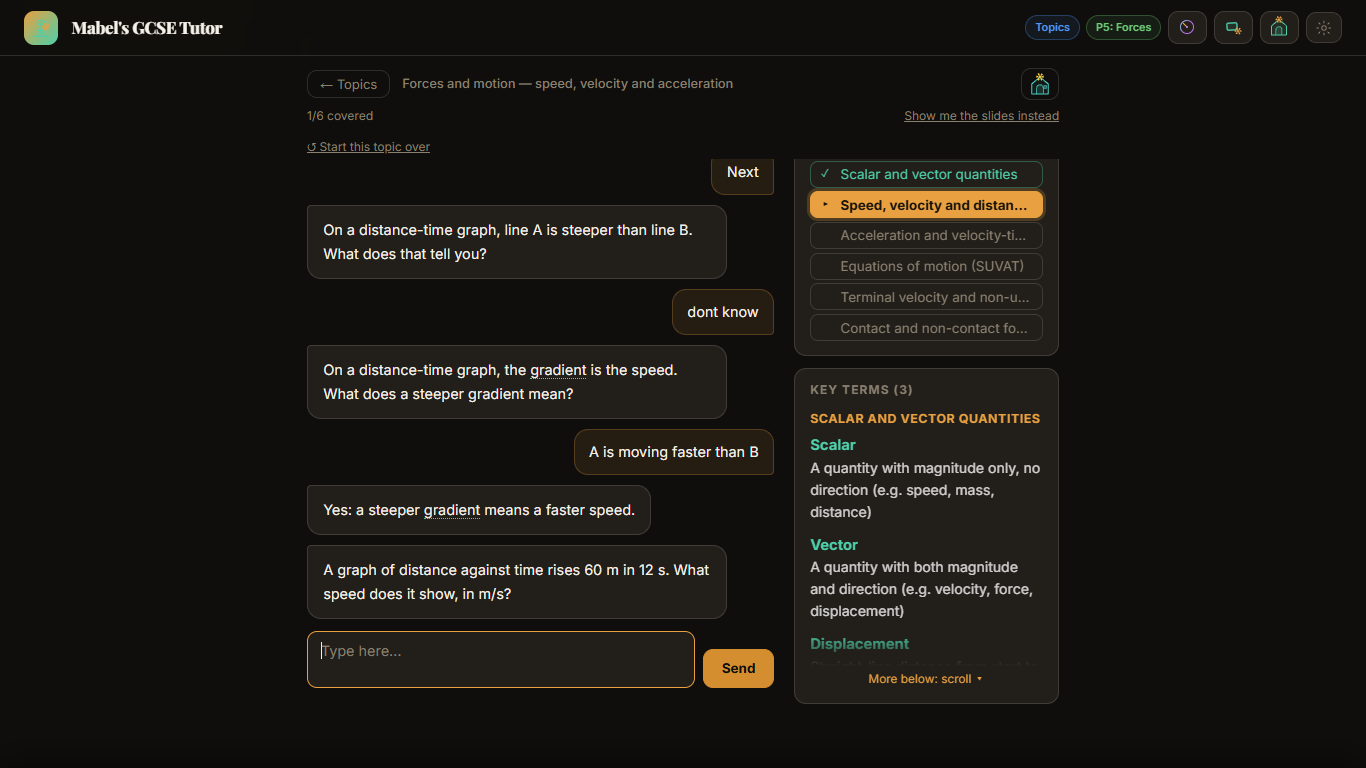 Mabel's GCSE Tutor
Topics
P5: Forces
← Topics
Forces and motion — speed, velocity and acceleration
1/6 covered
Show me the slides instead
↺ Start this topic over
Next
On a distance-time graph, line A is steeper than line B.
What does that tell you?
dont know
On a distance-time graph, the gradient is the speed.
What does a steeper gradient mean?
A is moving faster than B
Yes: a steeper gradient means a faster speed.
A graph of distance against time rises 60 m in 12 s. What
speed does it show, in m/s?
Type here...
Send
✓ Scalar and vector quantities
‣ Speed, velocity and distan...
Acceleration and velocity-ti...
Equations of motion (SUVAT)
Terminal velocity and non-u...
Contact and non-contact fo...
KEY TERMS (3)
SCALAR AND VECTOR QUANTITIES
Scalar
A quantity with magnitude only, no
direction (e.g. speed, mass,
distance)
Vector
A quantity with both magnitude
and direction (e.g. velocity, force,
displacement)
Displacement
More below: scroll ▾